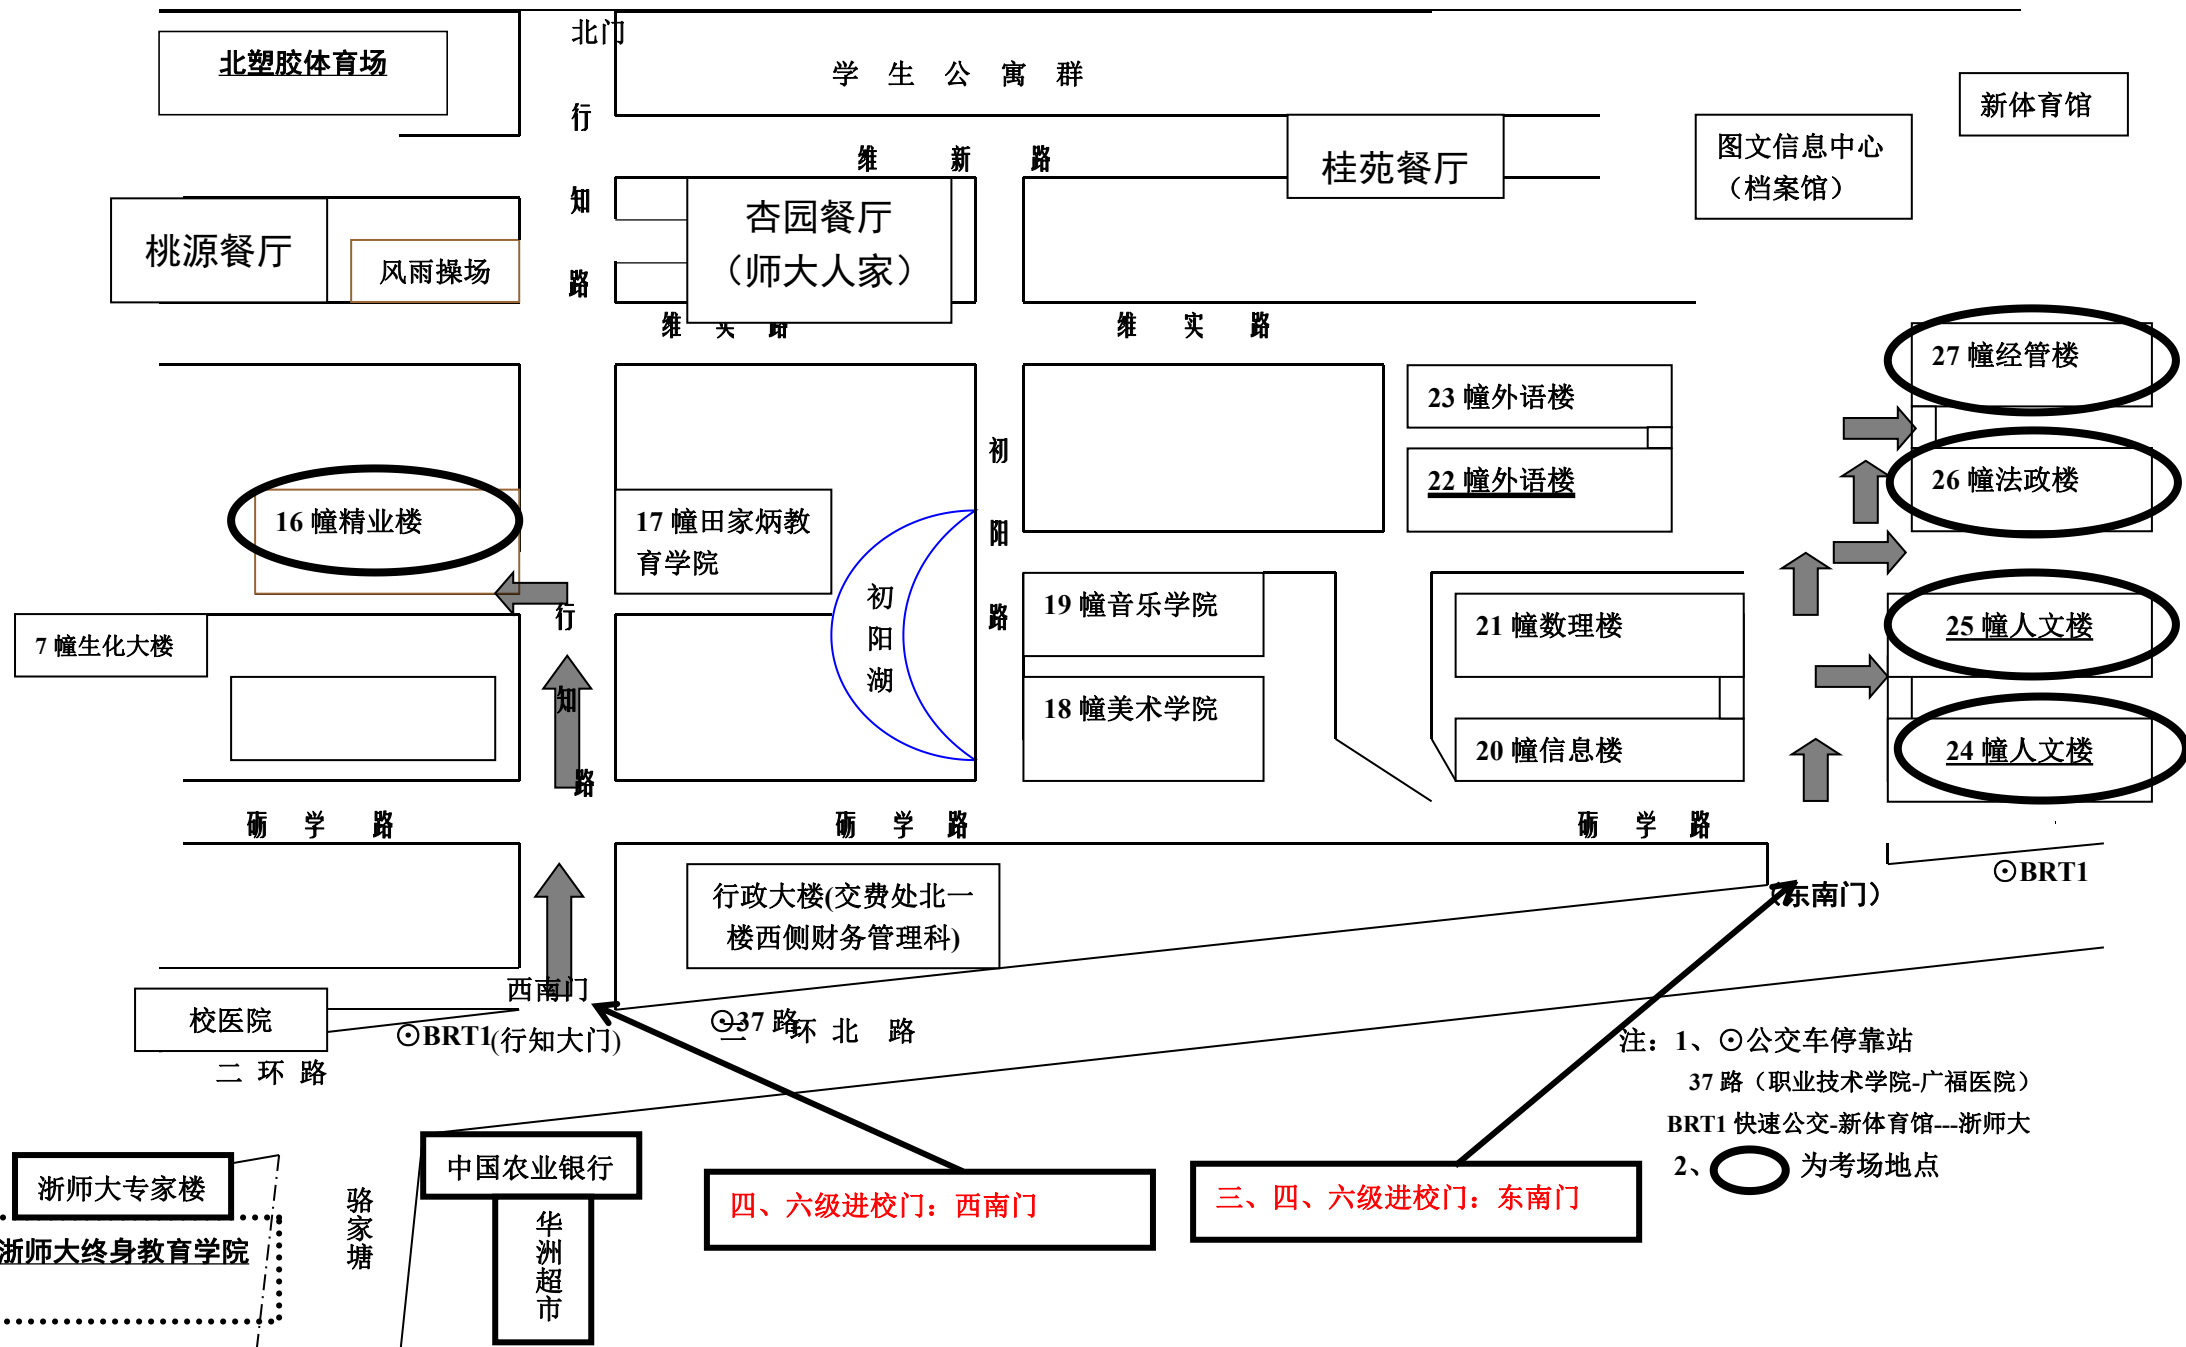 北门
北塑胶体育场
学生公寓群
新体育馆
行知路
维新路
桂苑餐厅
图文信息中心
（档案馆）
桃源餐厅
风雨操场
杏园餐厅
（师大人家）
维实路
维实路
27 幢经管楼
23 幢外语楼
初阳路
22 幢外语楼
26 幢法政楼
16 幢精业楼
17 幢田家炳教
育学院
初阳湖
19 幢音乐学院
21 幢数理楼
25 幢人文楼
7 幢生化大楼
行知路
18 幢美术学院
20 幢信息楼
24 幢人文楼
砺学路
砺学路
砺学路
行政大楼(交费处北一
楼西侧财务管理科)
⊙BRT1
（东南门）
西南门
(行知大门)
校医院
⊙BRT1
⊙37 路
二环北路
二环路
注：1、⊙公交车停靠站
37 路（职业技术学院-广福医院）
BRT1 快速公交-新体育馆---浙师大
2、 为考场地点
中国农业银行
华洲超市
浙师大专家楼
浙师大终身教育学院
骆家塘
四、六级进校门：西南门
三、四、六级进校门：东南门